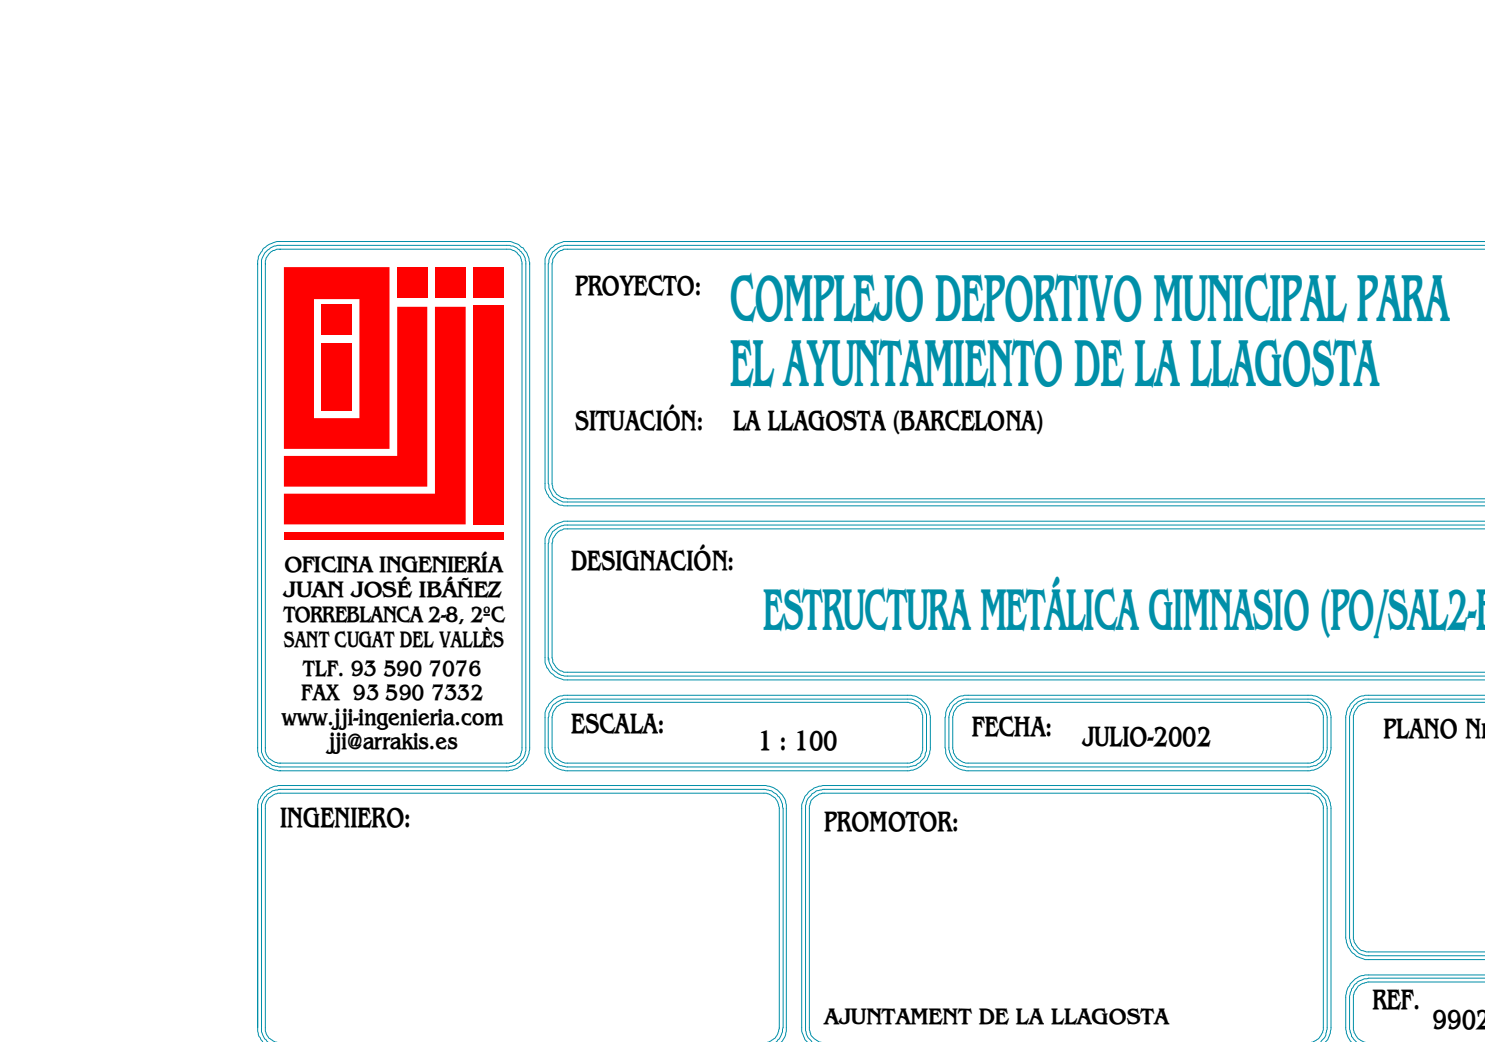 PROYECTO: COMPLEJO DEPORTIVO MUNICIPAL PARA
EL AYUNTAMIENTO DE LA LLAGOSTA
SITUACIÓN: LA LLAGOSTA (BARCELONA)
OFICINA INGENIERÍA
JUAN JOSÉ IBÁÑEZ
TORREBLANCA 2-8, 2ºC
SANT CUGAT DEL VALLÈS
TLF. 93 590 7076
FAX 93 590 7332
www.jji-ingenieria.com
jji@arrakis.es
DESIGNACIÓN:
ESTRUCTURA METÁLICA GIMNASIO
ESCALA: 1 : 100
FECHA: JULIO-2002
PLANO
INGENIERO:
PROMOTOR:
AJUNTAMENT DE LA LLAGOSTA
REF.